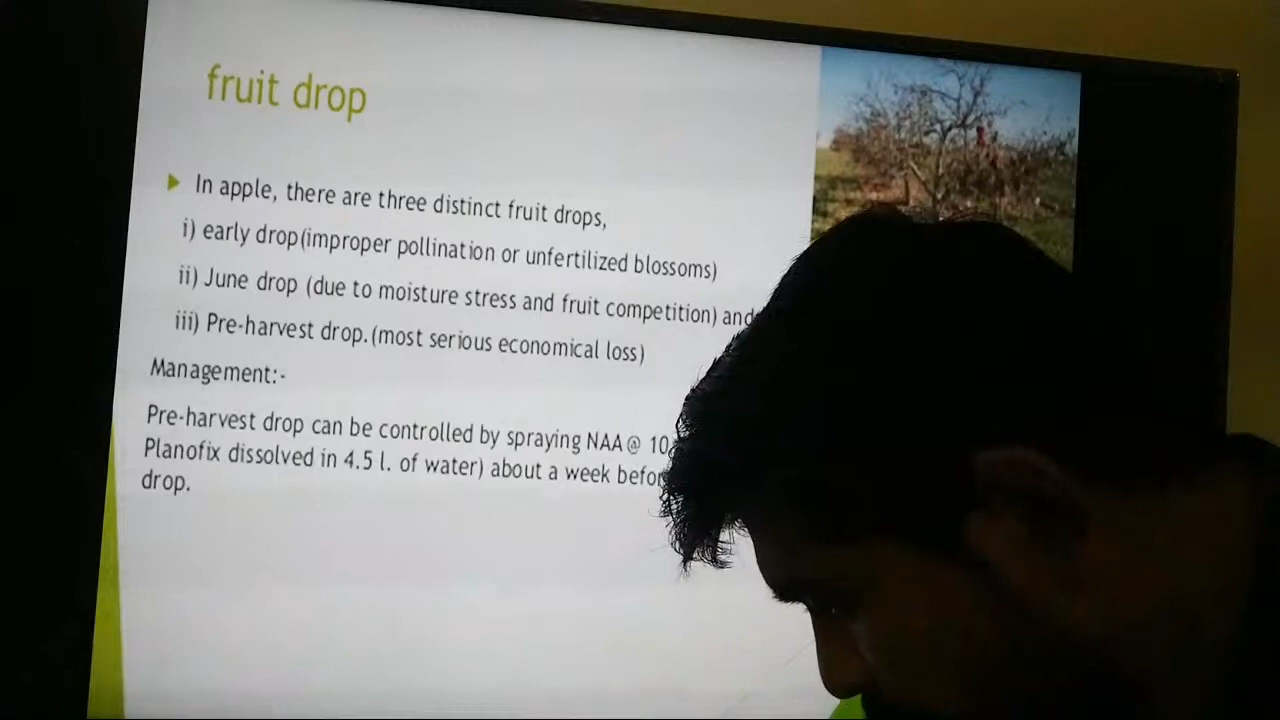 fruit drop
In apple, there are three distinct fruit drops,
i) early drop(improper pollination or unfertilized blossoms)
ii) June drop (due to moisture stress and fruit competition) and
iii) Pre-harvest drop.(most serious economical loss)
Management:-
Pre-harvest drop can be controlled by spraying NAA@ 10
Planofix dissolved in 4.5 l. of water) about a week
drop.